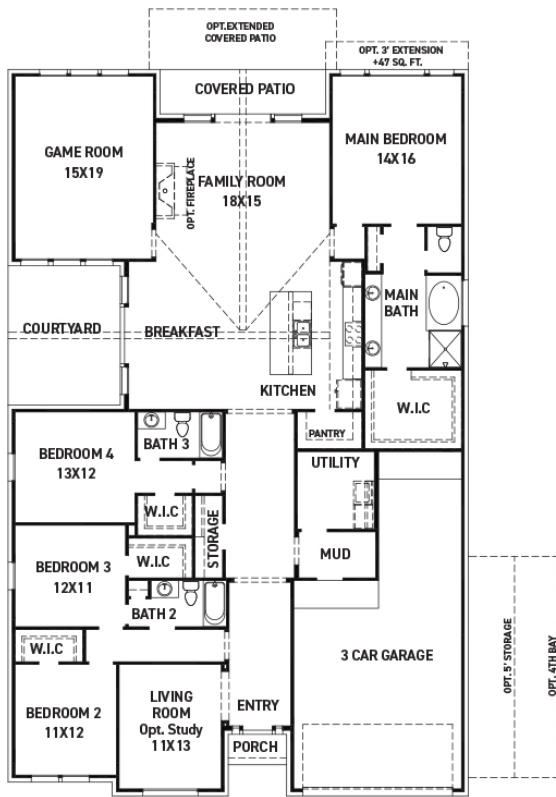 OPT.EXTENDED
COVERED PATIO
OPT. 3' EXTENSION
+47 SQ. FT.
COVERED PATIO
GAME ROOM
15X19
OPT. FIREPLACE
FAMILY ROOM
18X15
MAIN BEDROOM
14X16
MAIN
BATH
COURTYARD
BREAKFAST
KITCHEN
W.I.C
PANTRY
BEDROOM 4
13X12
BATH 3
UTILITY
W.I.C
STORAGE
MUD
BEDROOM 3
12X11
W.I.C
BATH 2
W.I.C
3 CAR GARAGE
OPT. 5' STORAGE
OPT. 4TH BAY
BEDROOM 2
11X12
LIVING
ROOM
Opt. Study
11X13
ENTRY
PORCH